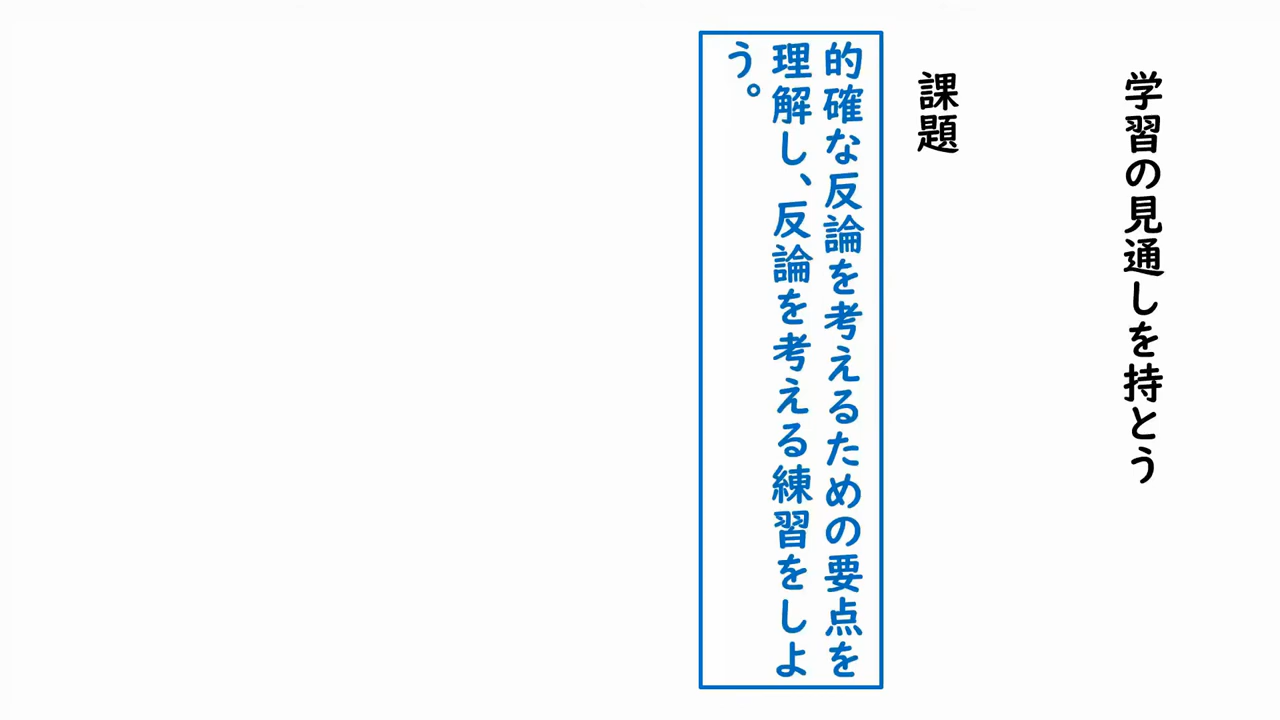 学習の見通しを持とう
課題
的確な反論を考えるための要点を
理解し、反論を考える練習をしよ
う。